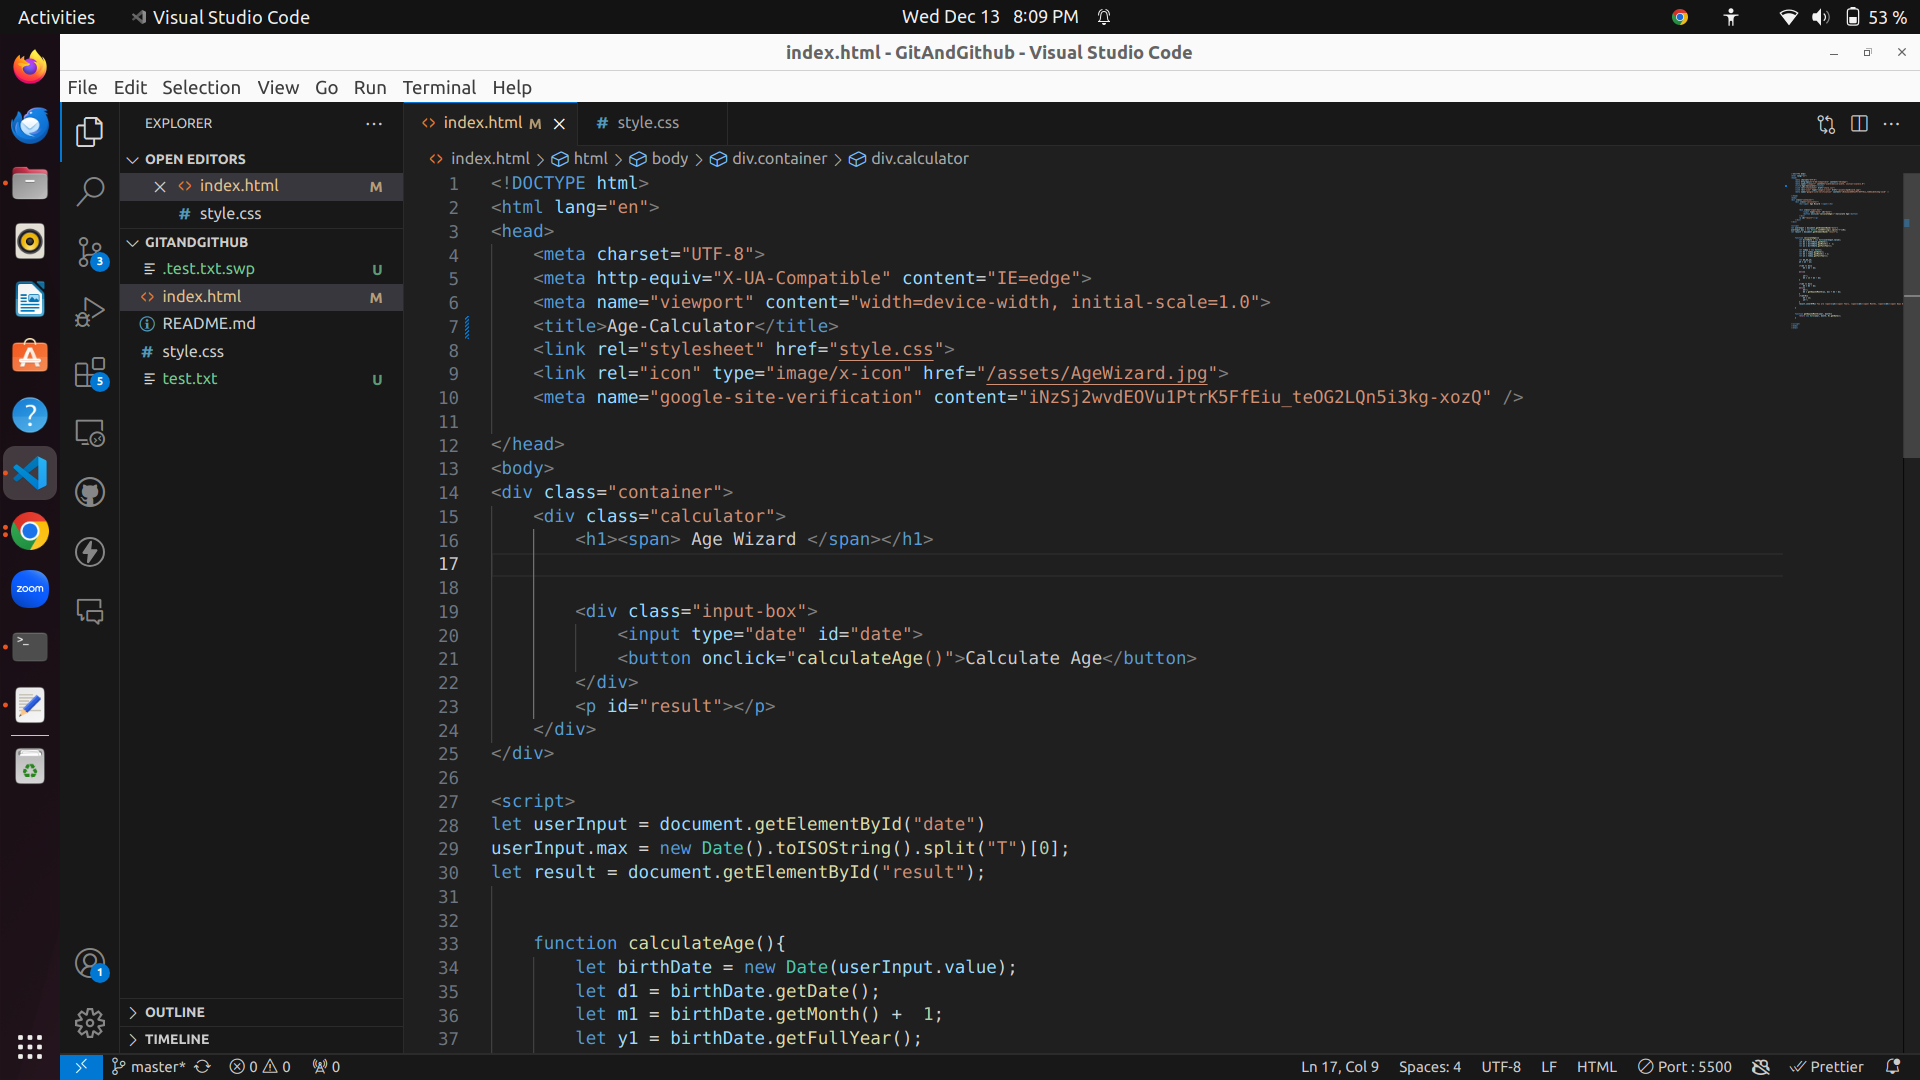 Activities
Visual Studio Code
Wed Dec 13 8:09 PM
53 %
index.html - GitAndGithub - Visual Studio Code
File Edit Selection View Go Run Terminal Help
EXPLORER
OPEN EDITORS
index.html M
style.css
GITANDGITHUB
.test.txt.swp U
index.html M
README.md
style.css
test.txt U
OUTLINE
TIMELINE
zoom
3
5
1
index.html M
style.css
index.html > html > body > div.container > div.calculator
1 <!DOCTYPE html>
2 <html lang="en">
3 <head>
4 <meta charset="UTF-8">
5 <meta http-equiv="X-UA-Compatible" content="IE=edge">
6 <meta name="viewport" content="width=device-width, initial-scale=1.0">
7 <title>Age-Calculator</title>
8 <link rel="stylesheet" href="style.css">
9 <link rel="icon" type="image/x-icon" href="/assets/AgeWizard.jpg">
10 <meta name="google-site-verification" content="iNzSj2wvdEOVu1PtrK5FfEiu_teOG2LQn5i3kg-xozQ" />
11
12 </head>
13 <body>
14 <div class="container">
15 <div class="calculator">
16 <h1><span> Age Wizard </span></h1>
17
18
19 <div class="input-box">
20 <input type="date" id="date">
21 <button onclick="calculateAge()">Calculate Age</button>
22 </div>
23 <p id="result"></p>
24 </div>
25 </div>
26
27 <script>
28 let userInput = document.getElementById("date")
29 userInput.max = new Date().toISOString().split("T")[0];
30 let result = document.getElementById("result");
31
32
33 function calculateAge(){
34 let birthDate = new Date(userInput.value);
35 let d1 = birthDate.getDate();
36 let m1 = birthDate.getMonth() +  1;
37 let y1 = birthDate.getFullYear();
master* 0 0 0
Ln 17, Col 9 Spaces: 4 UTF-8 LF HTML Port : 5500 Prettier